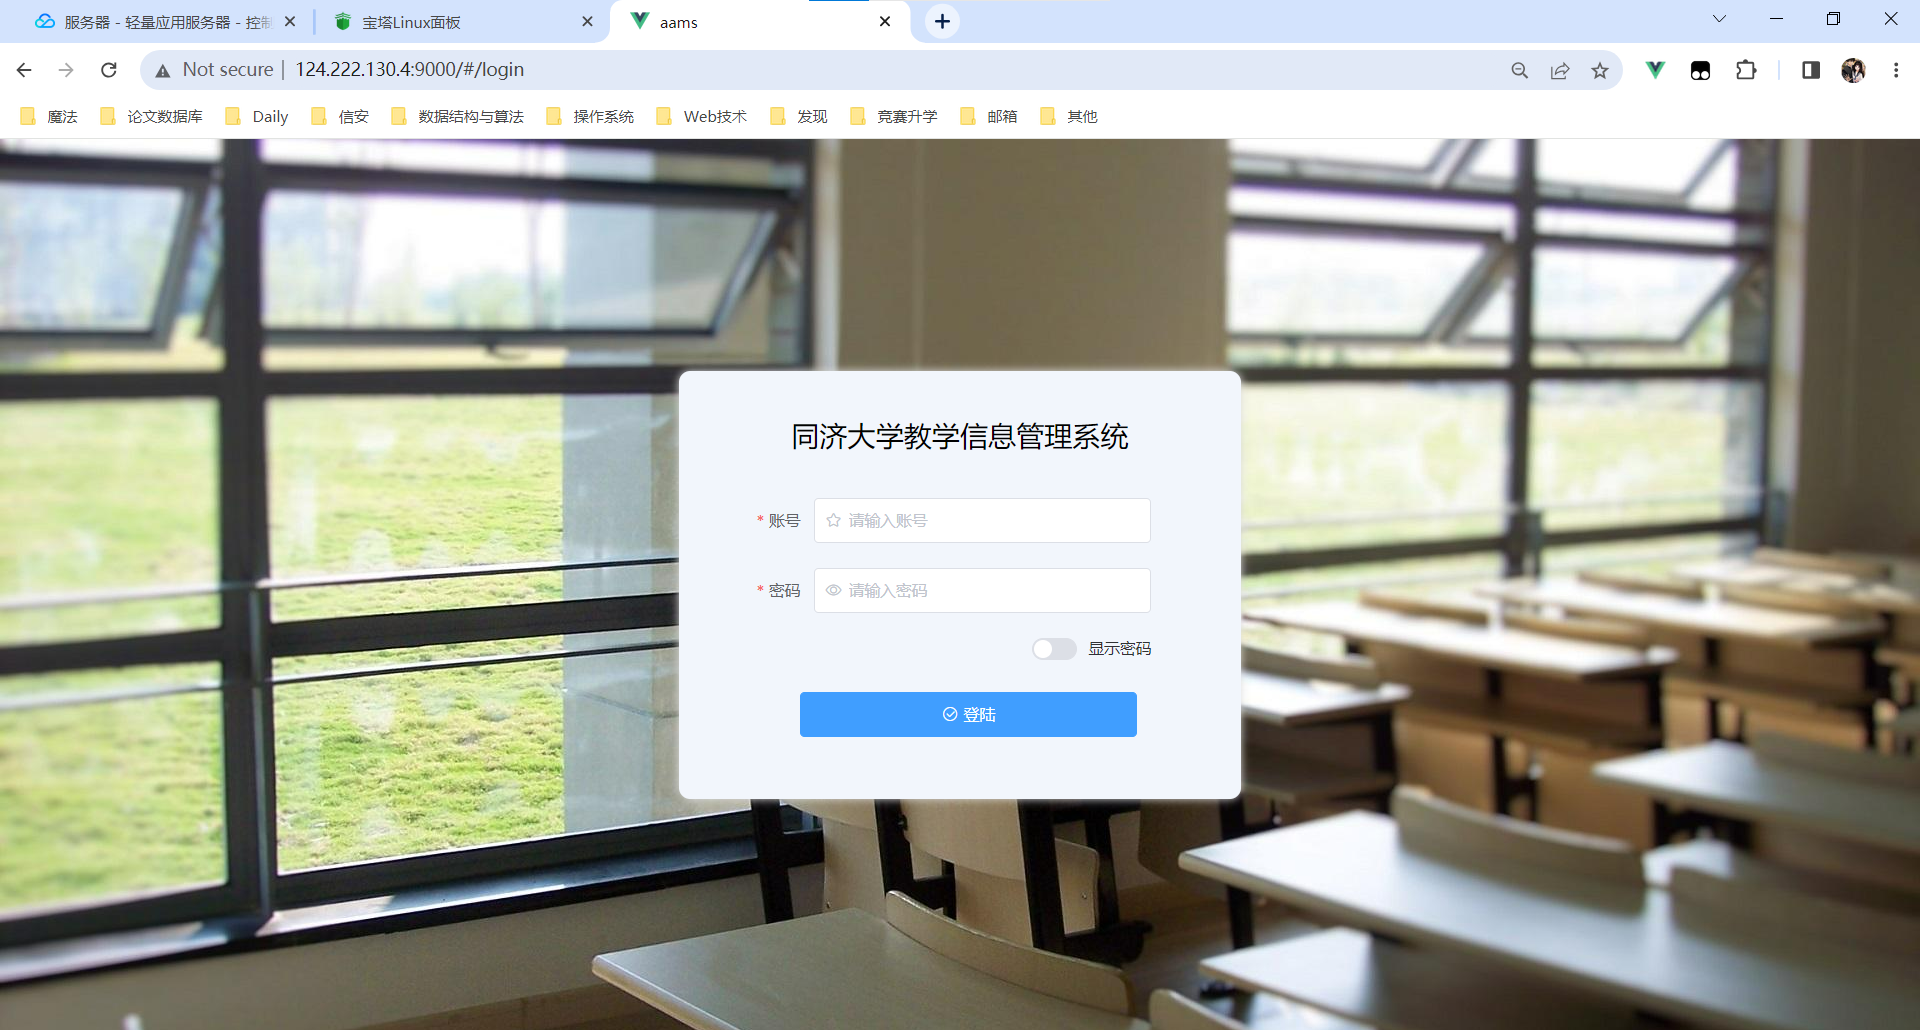 服务器 - 轻量应用服务器 - 控制
宝塔Linux面板
aams
Not secure | 124.222.130.4:9000/#/login
魔法 论文数据库 Daily 信安 数据结构与算法 操作系统 Web技术 发现 竞赛升学 邮箱 其他
同济大学教学信息管理系统
* 账号 请输入账号
* 密码 请输入密码
显示密码
登陆